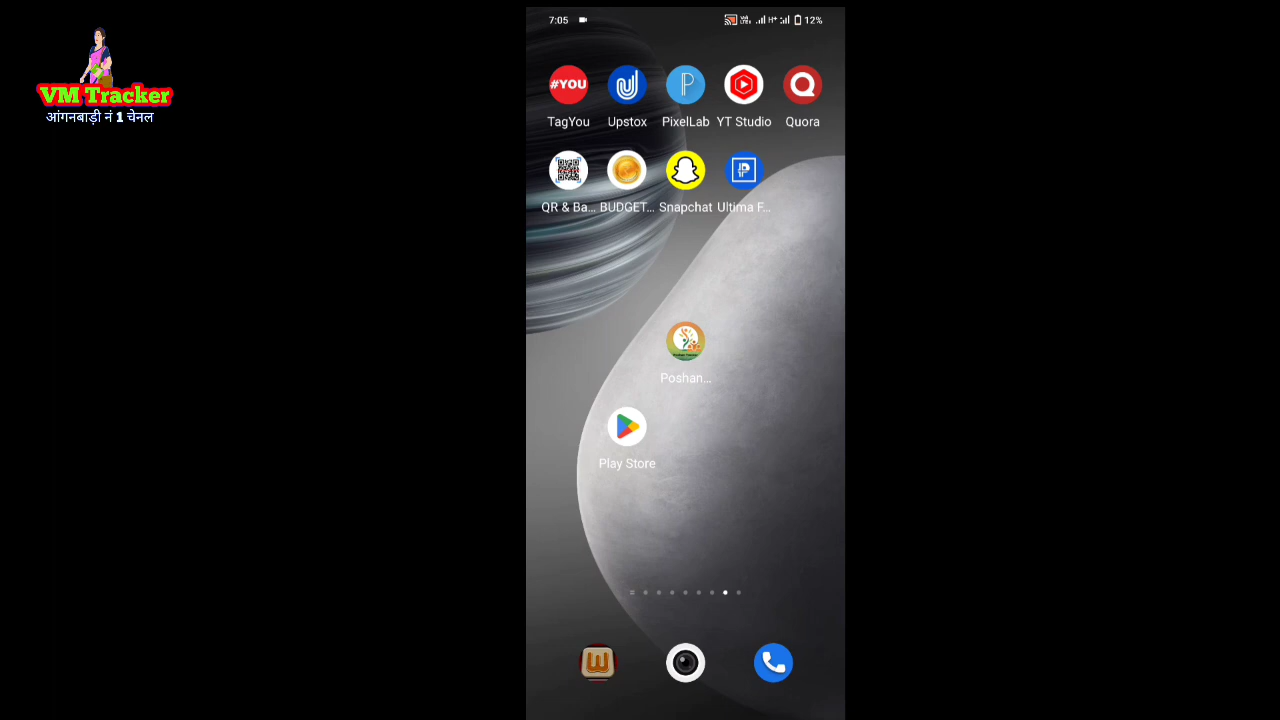 VM Tracker
आंगनबाड़ी नं 1 चेनल
7:05
12%
#YOU
TagYou Upstox PixelLab YT Studio Quora
QR & Ba... BUDGET... Snapchat Ultima F...
Poshan...
Play Store